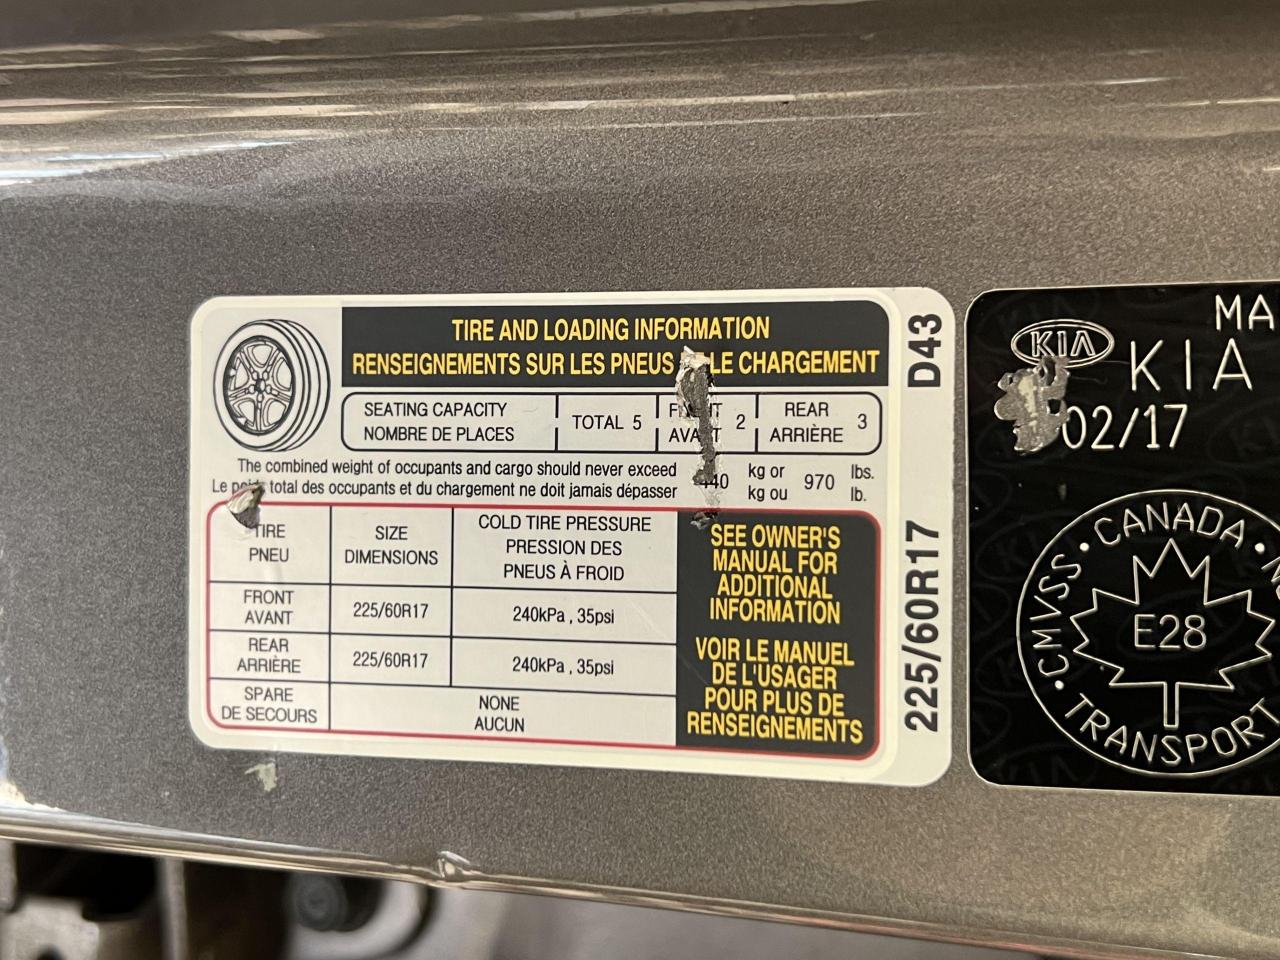 TIRE AND LOADING INFORMATION
RENSEIGNEMENTS SUR LES PNEUS LE CHARGEMENT
SEATING CAPACITY
NOMBRE DE PLACES
TOTAL 5
AVANT
2
REAR
ARRIÈRE
3
The combined weight of occupants and cargo should never exceed
Le poids total des occupants et du chargement ne doit jamais dépasser
kg or
kg ou
970
lbs.
lb.
TIRE
PNEU
SIZE
DIMENSIONS
COLD TIRE PRESSURE
PRESSION DES
PNEUS À FROID
FRONT
AVANT
225/60R17
240kPa , 35psi
REAR
ARRIÈRE
225/60R17
240kPa , 35psi
SPARE
DE SECOURS
NONE
AUCUN
SEE OWNER'S
MANUAL FOR
ADDITIONAL
INFORMATION
VOIR LE MANUEL
DE L'USAGER
POUR PLUS DE
RENSEIGNEMENTS
225/60R17 D43
MA
KIA
KIA
02/17
CANADA
CMVSS
E28
TRANSPORT